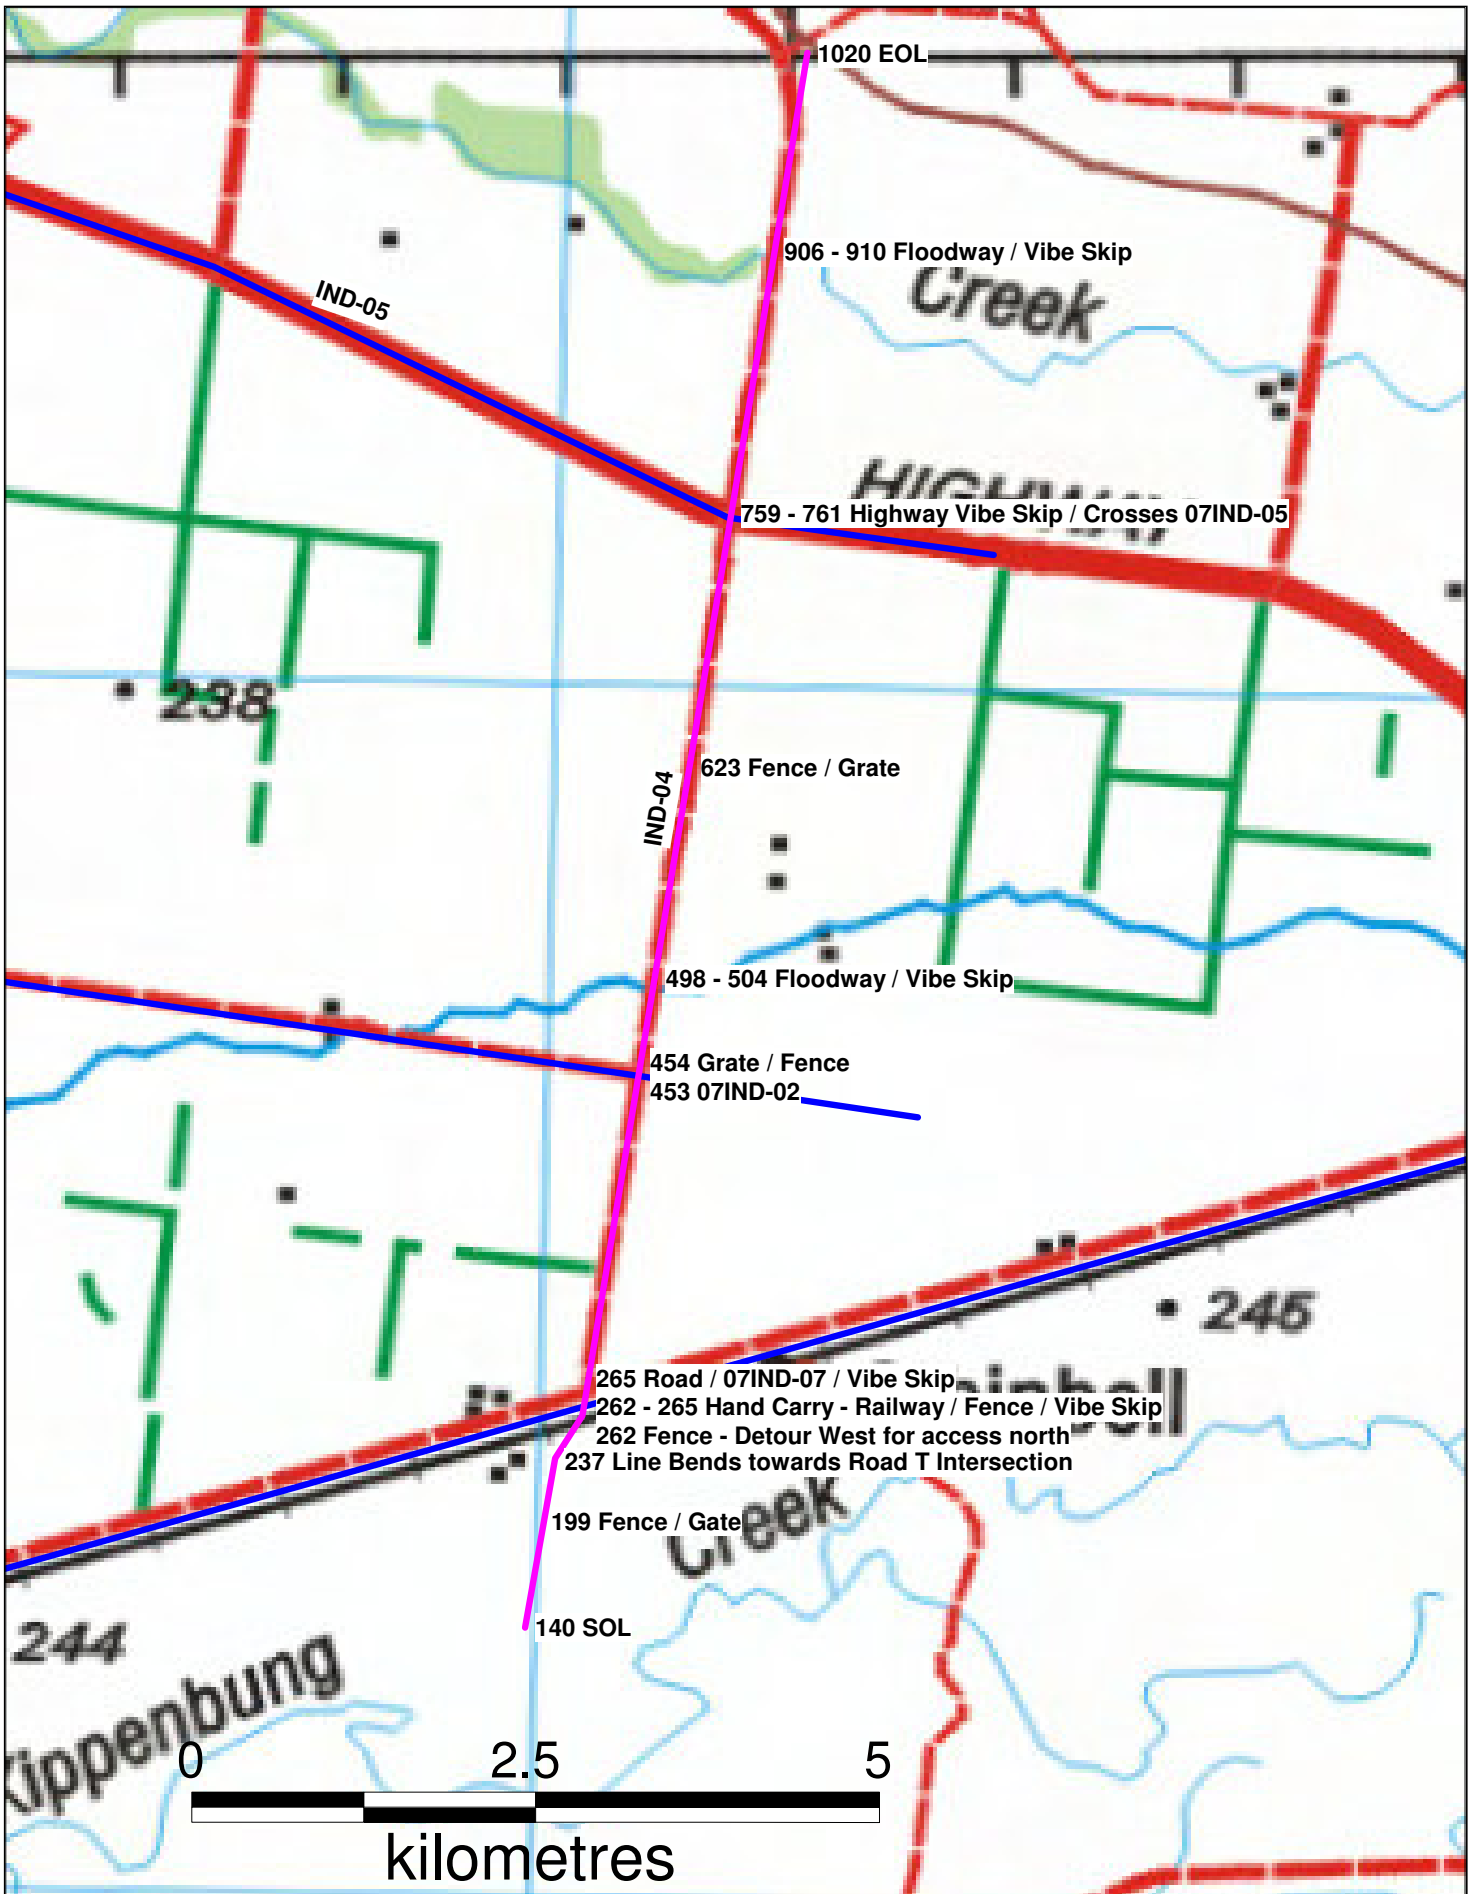 1020 EOL
906 - 910 Floodway / Vibe Skip
Creek
IND-05
HIGHWAY
759 - 761 Highway Vibe Skip / Crosses 07IND-05
238
623 Fence / Grate
IND-04
498 - 504 Floodway / Vibe Skip
454 Grate / Fence
453 07IND-02
245
265 Road / 07IND-07 / Vibe Skip
262 - 265 Hand Carry - Railway / Fence / Vibe Skip
262 Fence - Detour West for access north
237 Line Bends towards Road T Intersection
199 Fence / Gate
Creek
140 SOL
244
Kippenbung
0 2.5 5
kilometres